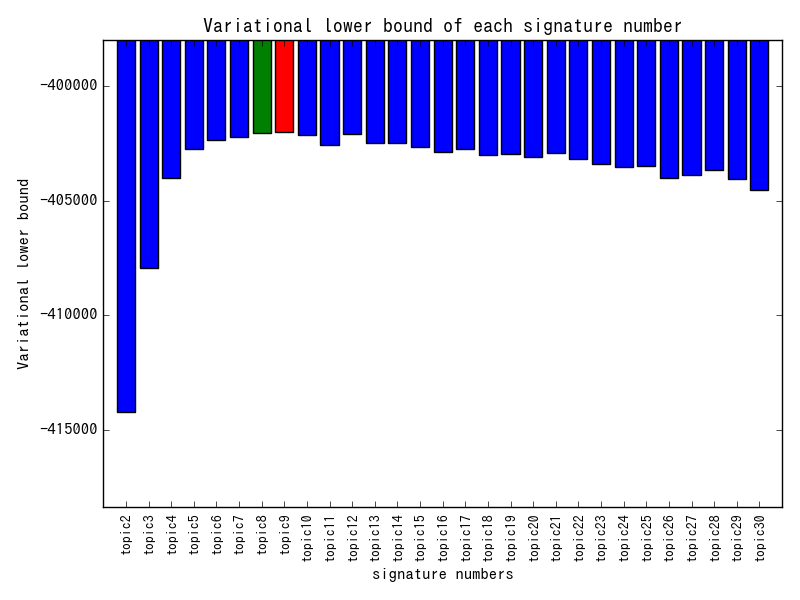 Variational lower bound of each signature number
Variational lower bound
-400000
-405000
-410000
-415000
topic2
topic3
topic4
topic5
topic6
topic7
topic8
topic9
topic10
topic11
topic12
topic13
topic14
topic15
topic16
topic17
topic18
topic19
topic20
topic21
topic22
topic23
topic24
topic25
topic26
topic27
topic28
topic29
topic30
signature numbers